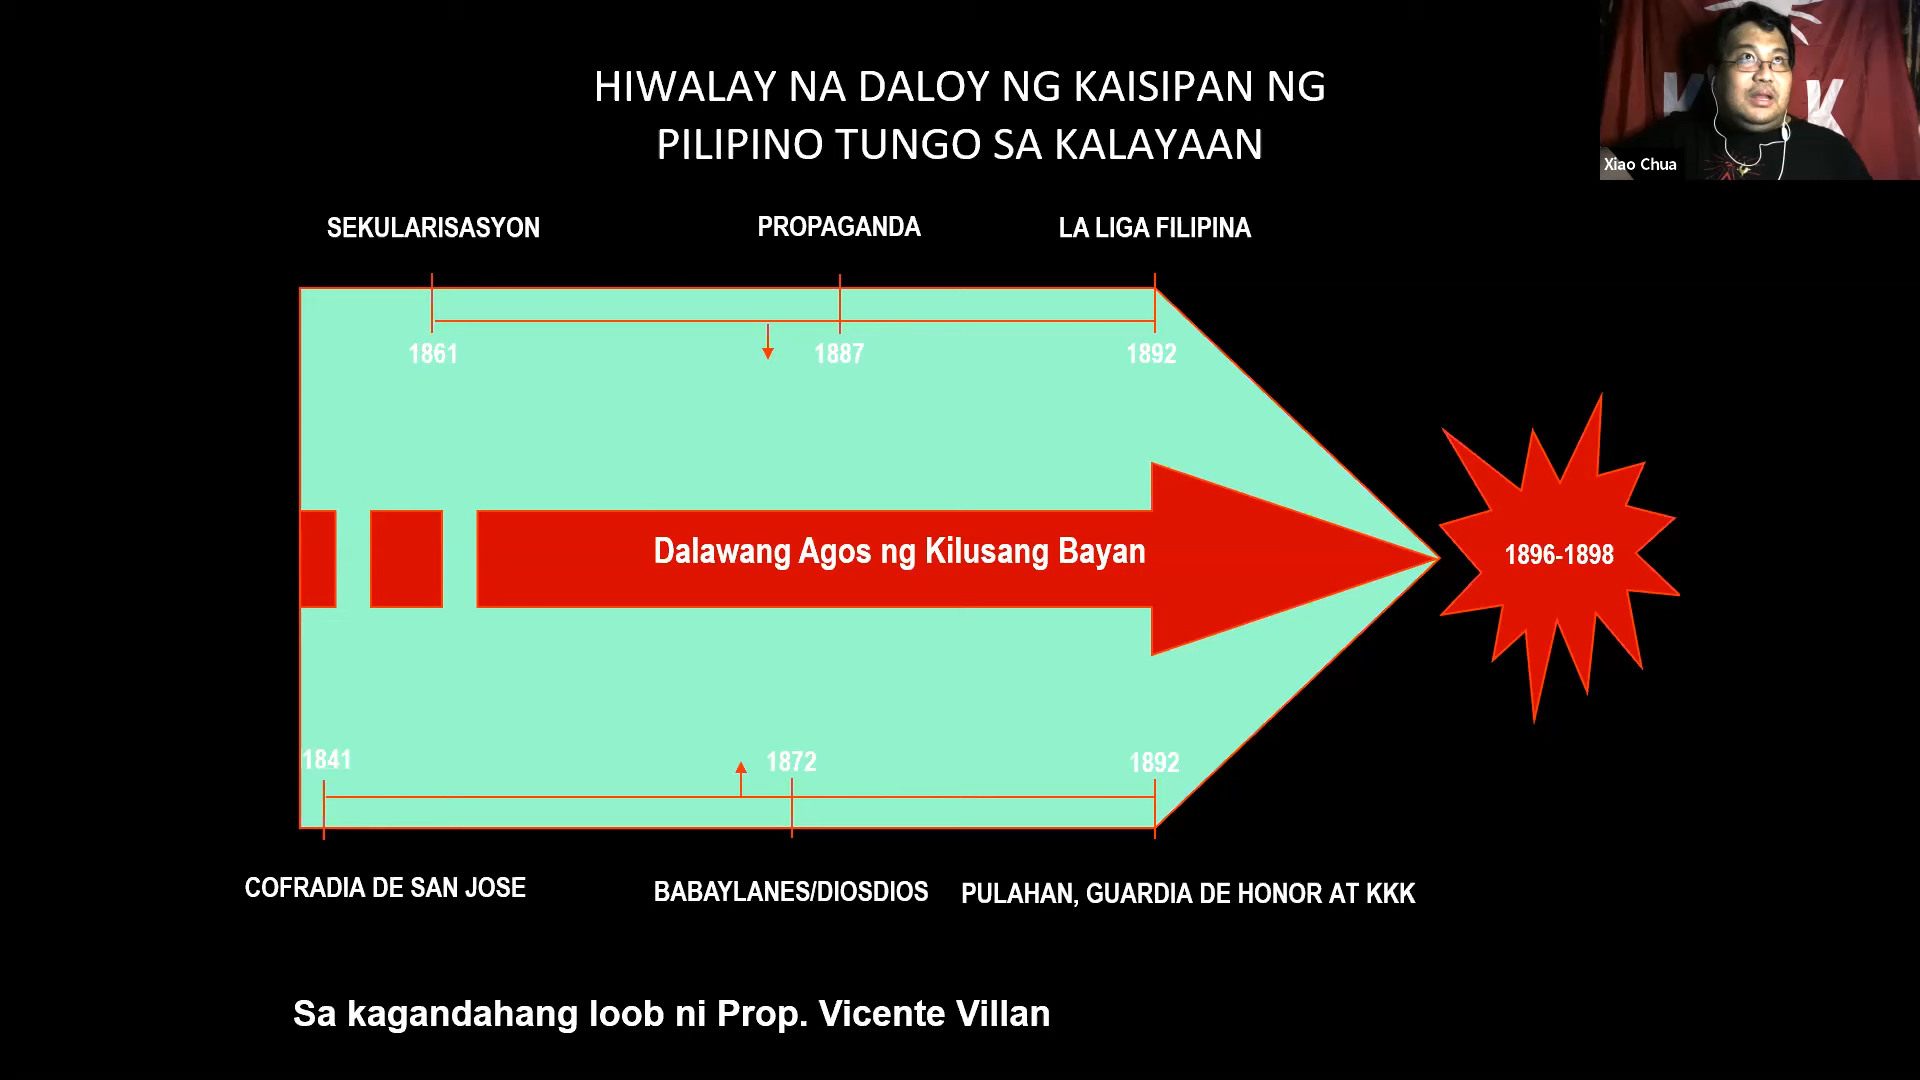 HIWALAY NA DALOY NG KAISIPAN NG
PILIPINO TUNGO SA KALAYAAN
K K
Xiao Chua
SEKULARISASYON
PROPAGANDA
LA LIGA FILIPINA
1861
1887
1892
Dalawang Agos ng Kilusang Bayan
1896-1898
1841
1872
1892
COFRADIA DE SAN JOSE
BABAYLANES/DIOSDIOS
PULAHAN, GUARDIA DE HONOR AT KKK
Sa kagandahang loob ni Prop. Vicente Villan